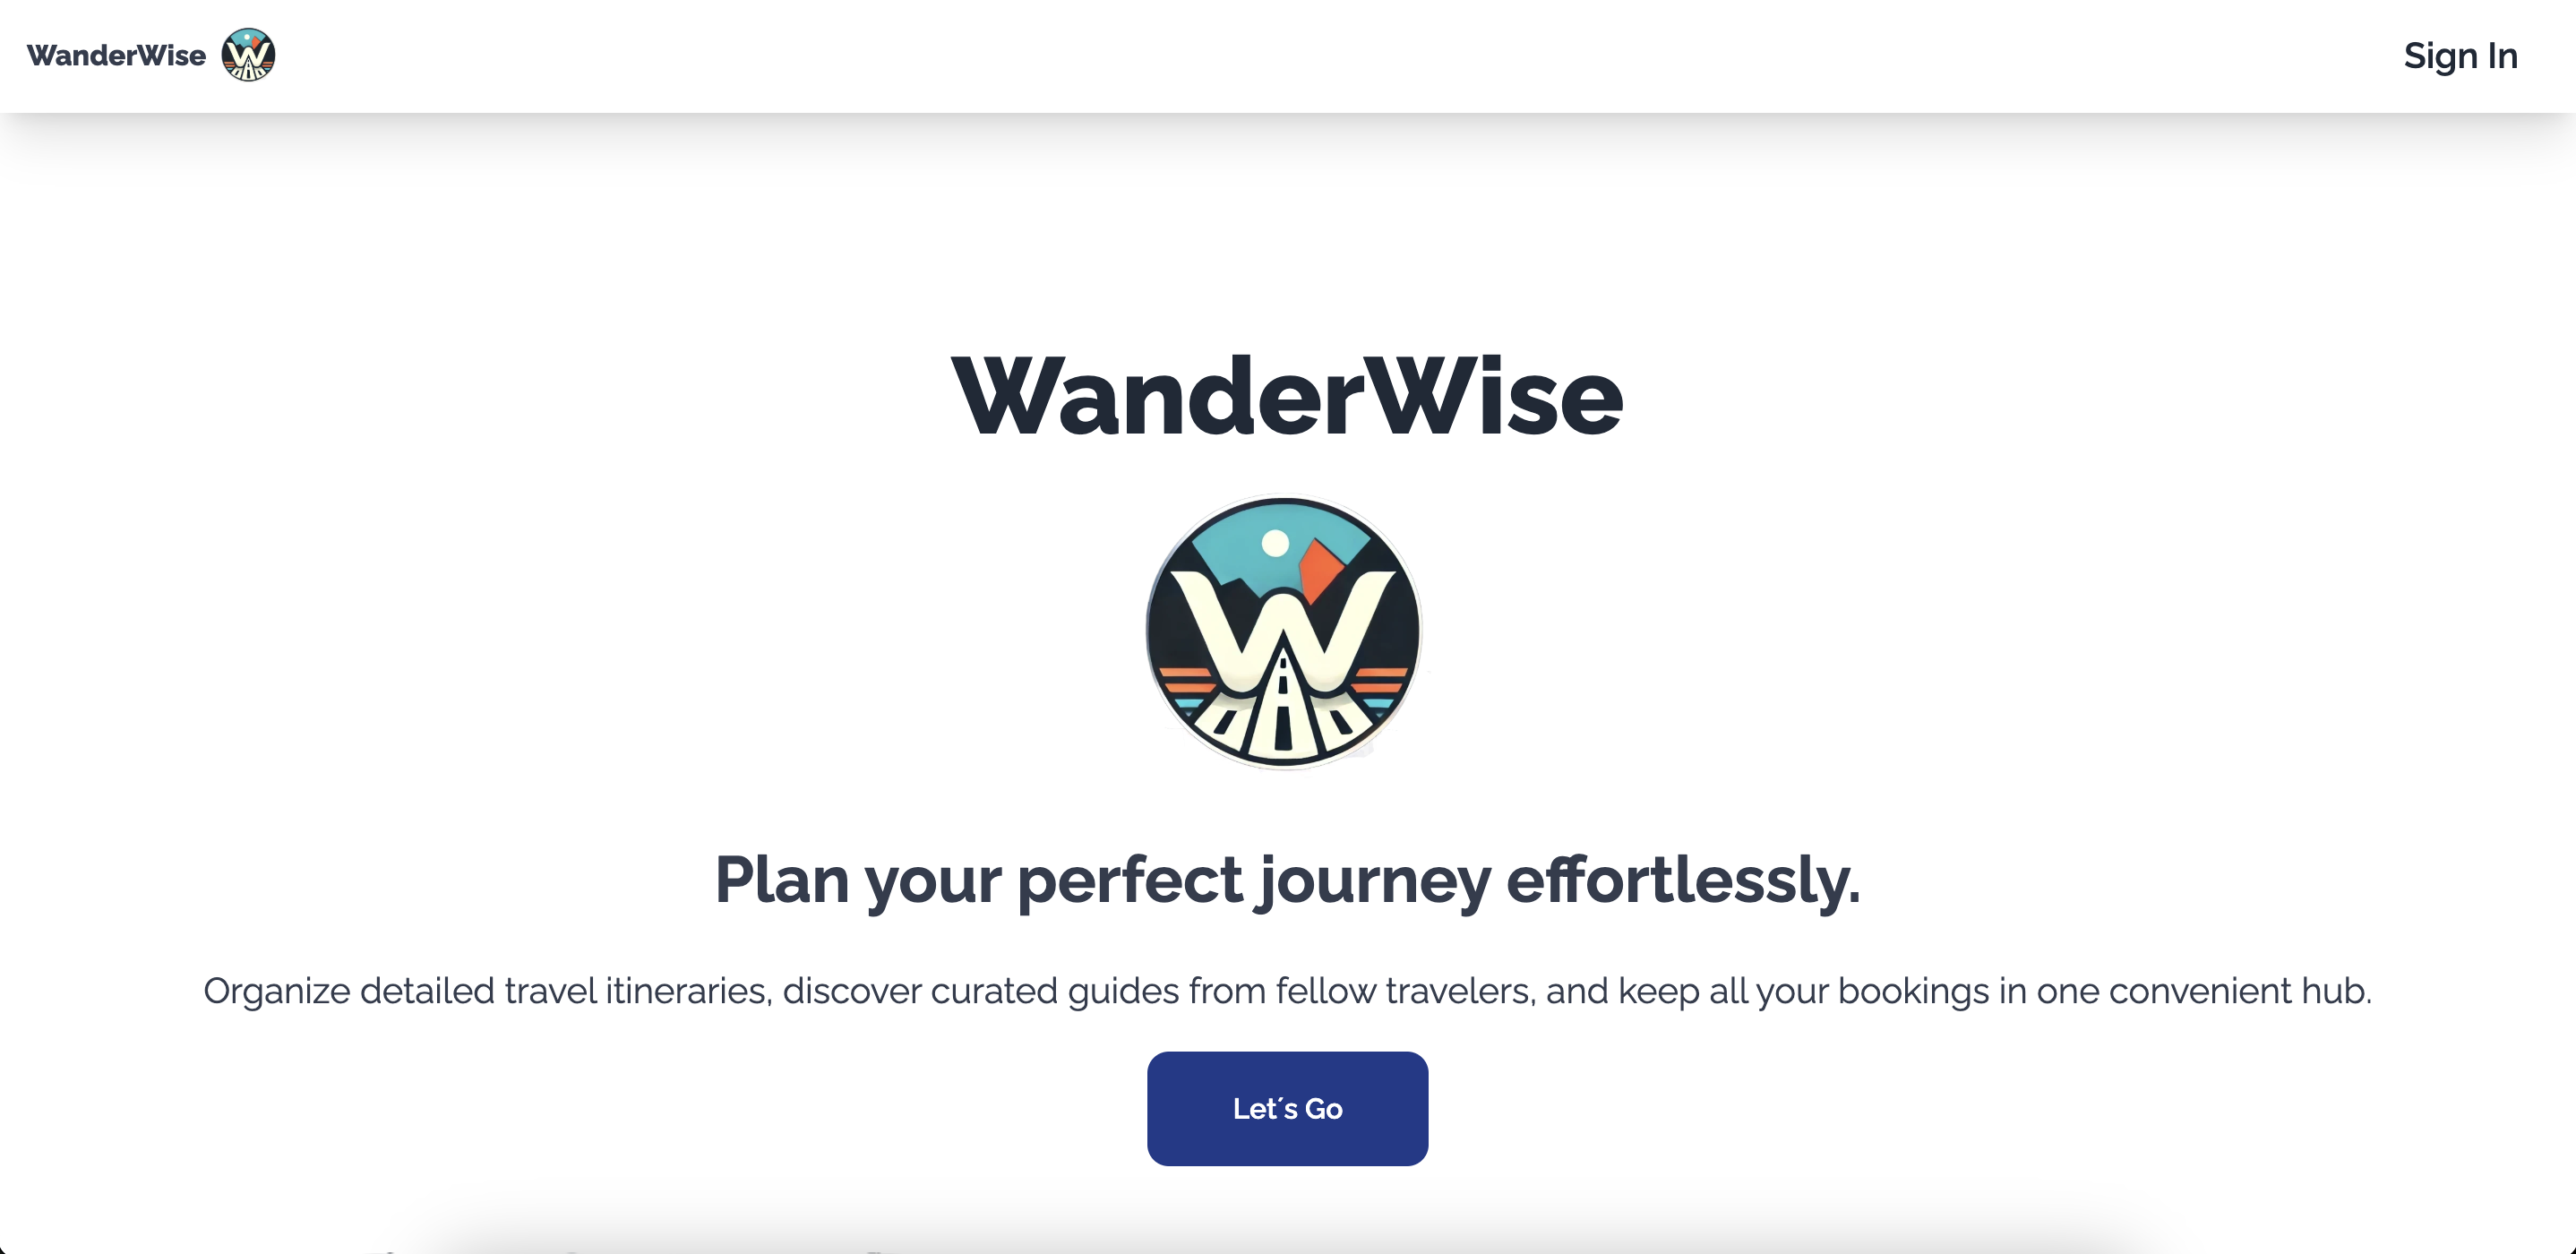 WanderWise
Sign In
WanderWise
W
Plan your perfect journey effortlessly.
Organize detailed travel itineraries, discover curated guides from fellow travelers, and keep all your bookings in one convenient hub.
Let´s Go